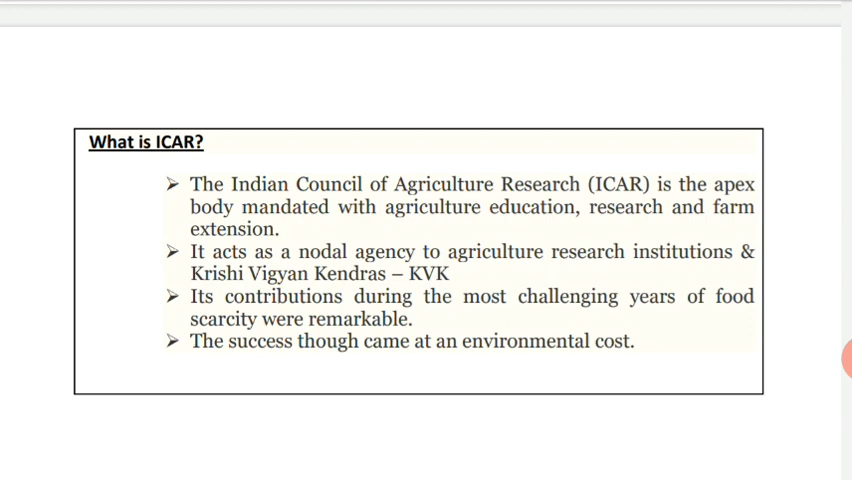 What is ICAR?
➢ The Indian Council of Agriculture Research (ICAR) is the apex
body mandated with agriculture education, research and farm
extension.
➢ It acts as a nodal agency to agriculture research institutions &
Krishi Vigyan Kendras – KVK
➢ Its contributions during the most challenging years of food
scarcity were remarkable.
➢ The success though came at an environmental cost.